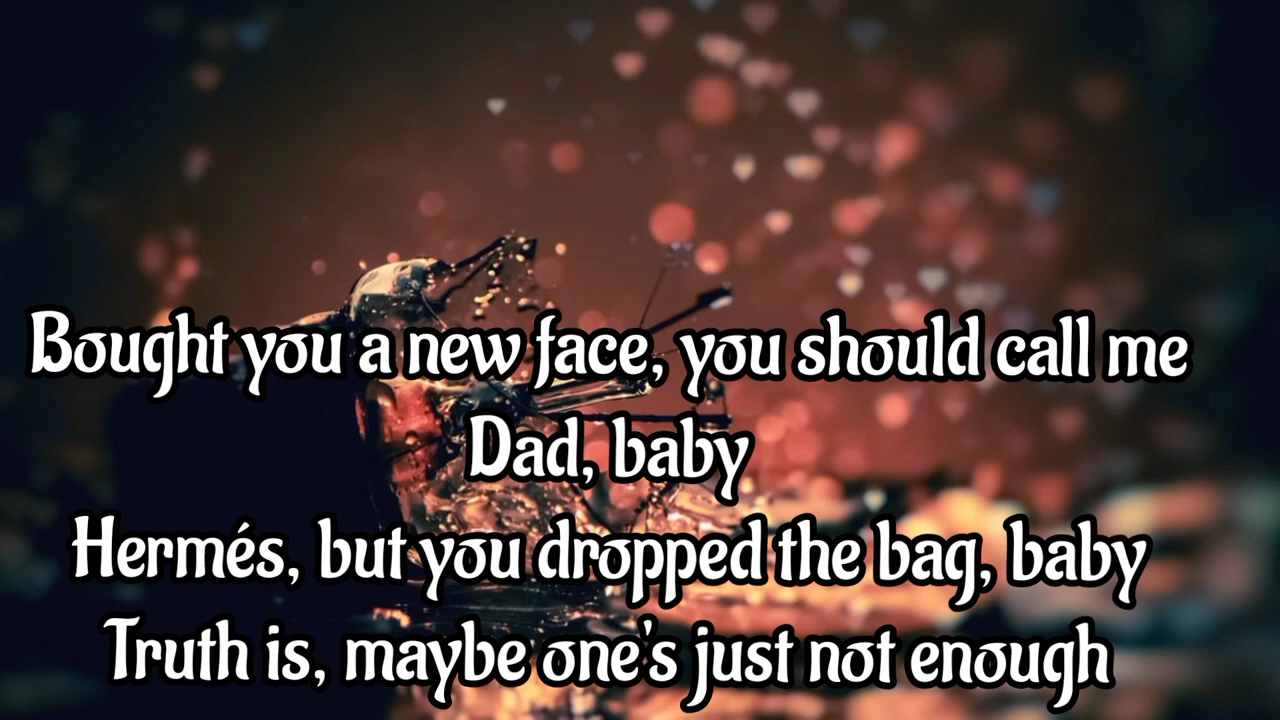 Bought you a new face, you should call me
Dad, baby
Hermés, but you dropped the bag, baby
Truth is, maybe one's just not enough